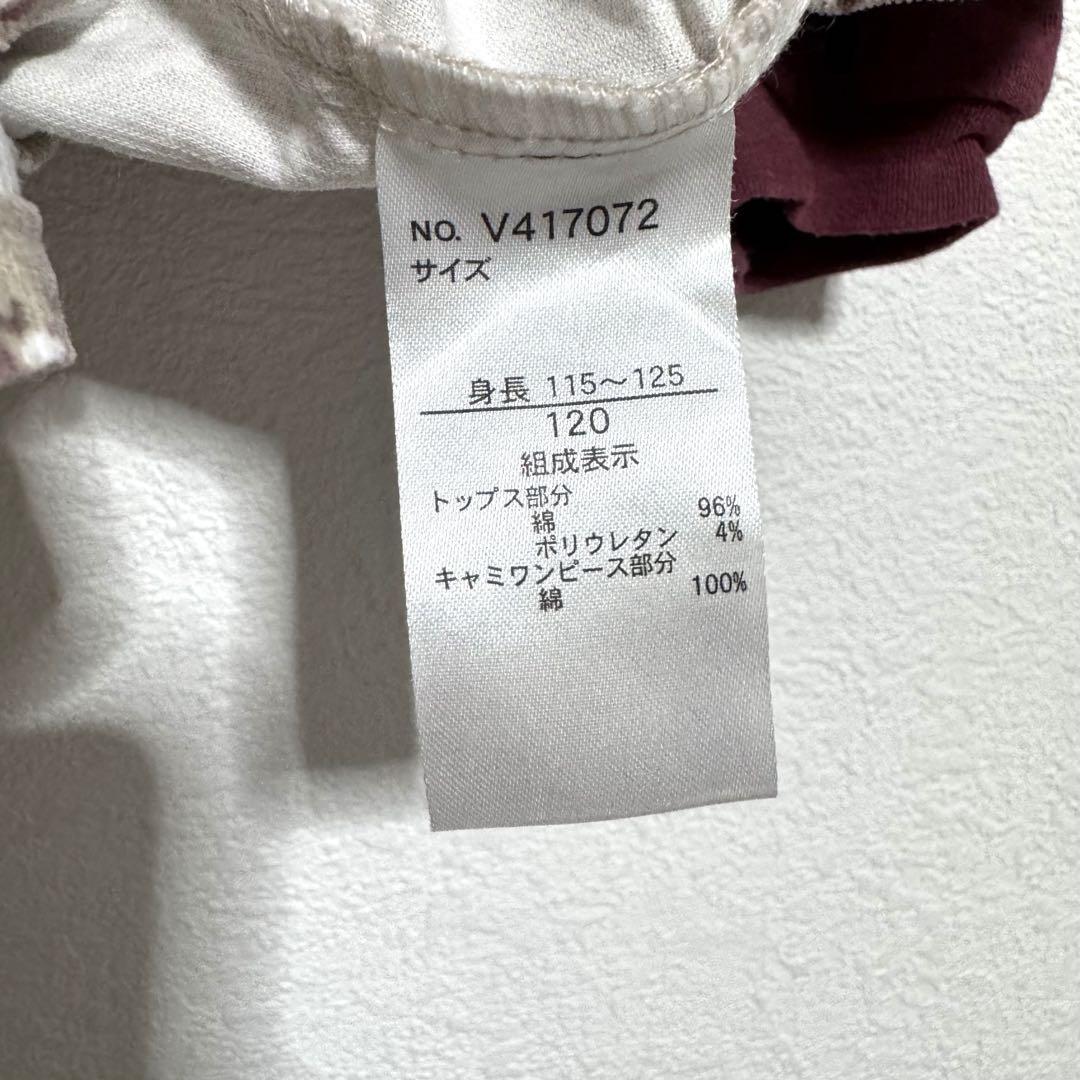 NO. V417072
サイズ
身長 115～125
120
組成表示
トップス部分
綿 96%
ポリウレタン 4%
キャミワンピース部分
綿 100%